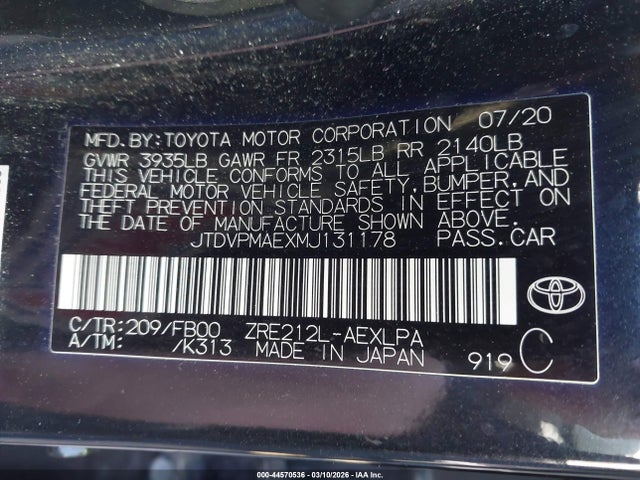 MFD.BY:TOYOTA MOTOR CORPORATION 07/20
GVWR 3935LB GAWR FR 2315LB RR 2140LB
THIS VEHICLE CONFORMS TO ALL APPLICABLE
FEDERAL MOTOR VEHICLE SAFETY,BUMPER,AND
THEFT PREVENTION STANDARDS IN EFFECT ON
THE DATE OF MANUFACTURE SHOWN ABOVE.
JTDVPMAEXMJ131178 PASS.CAR
C/TR:209/FB00 ZRE212L-AEXLPA
A/TM: /K313 MADE IN JAPAN 919 C
000-44570536 - 03/10/2026 - IAA Inc.